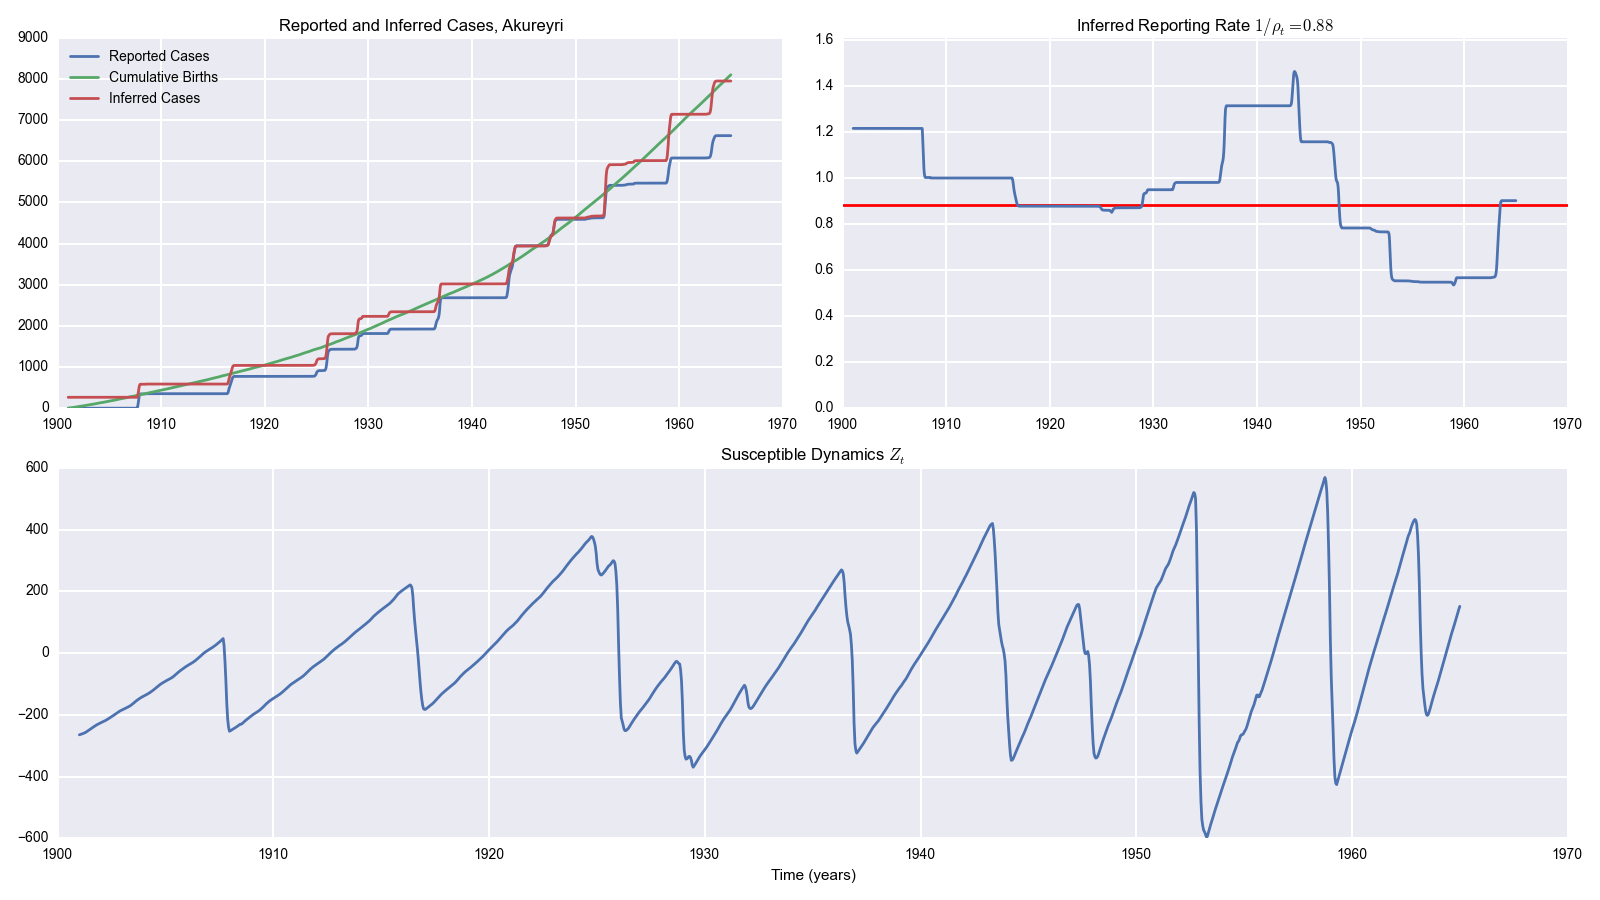 Reported and Inferred Cases, Akureyri
9000
8000
7000
6000
5000
4000
3000
2000
1000
0
Reported Cases
Cumulative Births
Inferred Cases
1900 1910 1920 1930 1940 1950 1960 1970
Inferred Reporting Rate 1/ρt =0.88
1.6
1.4
1.2
1.0
0.8
0.6
0.4
0.2
0.0
1900 1910 1920 1930 1940 1950 1960 1970
Susceptible Dynamics Zt
600
400
200
0
−200
−400
−600
1900 1910 1920 1930 1940 1950 1960 1970
Time (years)